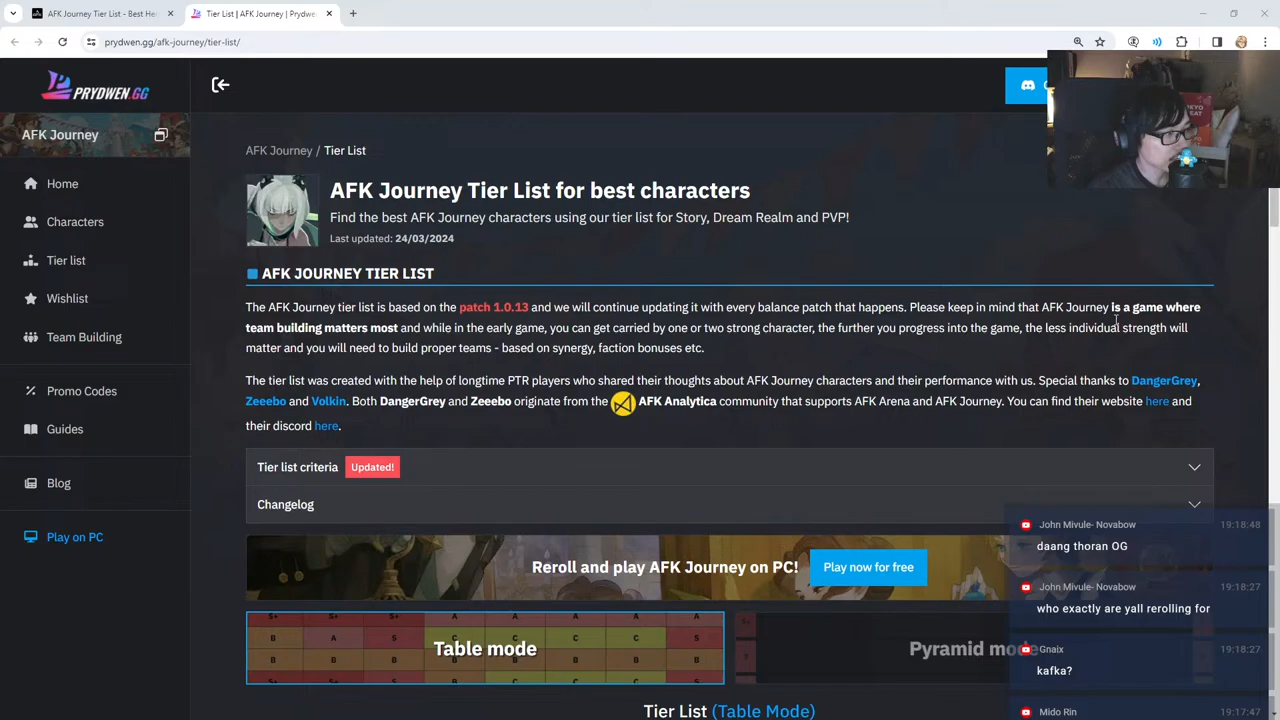 AFK Journey Tier List - Best He
Tier List | AFK Journey | Prydwe
prydwen.gg/afk-journey/tier-list/
PRYDWEN.GG
AFK Journey
Home
Characters
Tier list
Wishlist
Team Building
Promo Codes
Guides
Blog
Play on PC
AFK Journey / Tier List
AFK Journey Tier List for best characters
Find the best AFK Journey characters using our tier list for Story, Dream Realm and PVP!
Last updated: 24/03/2024
AFK JOURNEY TIER LIST
The AFK Journey tier list is based on the patch 1.0.13 and we will continue updating it with every balance patch that happens. Please keep in mind that AFK Journey is a game where
team building matters most and while in the early game, you can get carried by one or two strong character, the further you progress into the game, the less individual strength will
matter and you will need to build proper teams - based on synergy, faction bonuses etc.
The tier list was created with the help of longtime PTR players who shared their thoughts about AFK Journey characters and their performance with us. Special thanks to DangerGrey,
Zeeebo and Volkin. Both DangerGrey and Zeeebo originate from the AFK Analytica community that supports AFK Arena and AFK Journey. You can find their website here and
their discord here.
Tier list criteria Updated!
Changelog
Reroll and play AFK Journey on PC! Play now for free
Table mode
Pyramid mode
Tier List (Table Mode)
John Mivule- Novabow 19:18:48
daang thoran OG
John Mivule- Novabow 19:18:27
who exactly are yall rerolling for
Gnaix 19:18:27
kafka?
Mido Rin 19:17:47